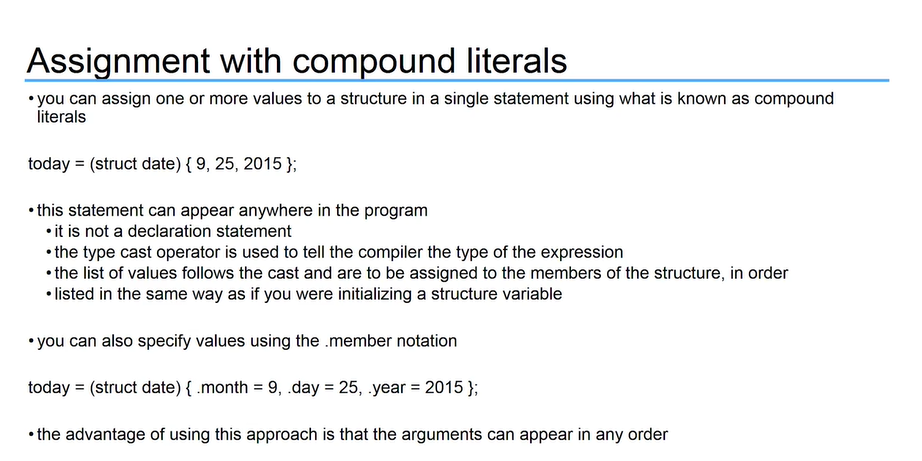 Assignment with compound literals
•you can assign one or more values to a structure in a single statement using what is known as compound
literals
today = (struct date) { 9, 25, 2015 };
•this statement can appear anywhere in the program
•it is not a declaration statement
•the type cast operator is used to tell the compiler the type of the expression
•the list of values follows the cast and are to be assigned to the members of the structure, in order
•listed in the same way as if you were initializing a structure variable
•you can also specify values using the .member notation
today = (struct date) { .month = 9, .day = 25, .year = 2015 };
•the advantage of using this approach is that the arguments can appear in any order